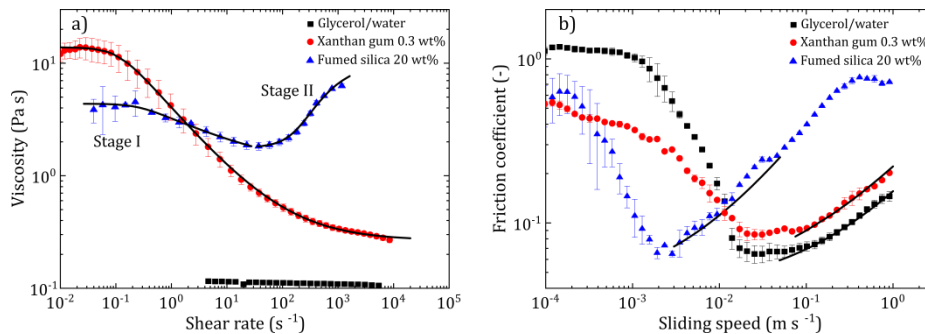 a)
Glycerol/water
Xanthan gum 0.3 wt%
Fumed silica 20 wt%
Stage II
Stage I
Viscosity (Pa s)
10¹
10⁰
10⁻¹
10⁻² 10⁻¹ 10⁰ 10¹ 10² 10³ 10⁴ 10⁵
Shear rate (s⁻¹)
b)
Glycerol/water
Xanthan gum 0.3 wt%
Fumed silica 20 wt%
Friction coefficient (-)
10⁰
10⁻¹
10⁻⁴ 10⁻³ 10⁻² 10⁻¹ 10⁰
Sliding speed (m s⁻¹)